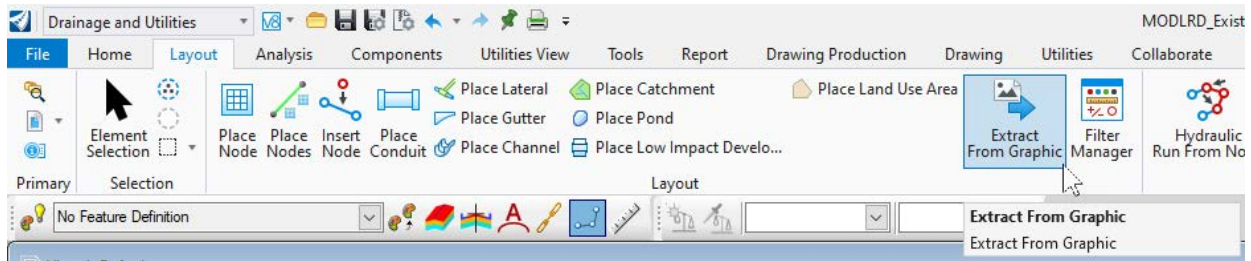 Drainage and Utilities
MODLRD_Exist
File Home Layout Analysis Components Utilities View Tools Report Drawing Production Drawing Utilities Collaborate
Element Selection
Place Node
Place Nodes
Insert Node
Place Conduit
Place Lateral
Place Gutter
Place Channel
Place Catchment
Place Pond
Place Low Impact Develo...
Place Land Use Area
Extract From Graphic
Filter Manager
Hydraulic
Run From No
Primary Selection Layout
No Feature Definition
Extract From Graphic
Extract From Graphic